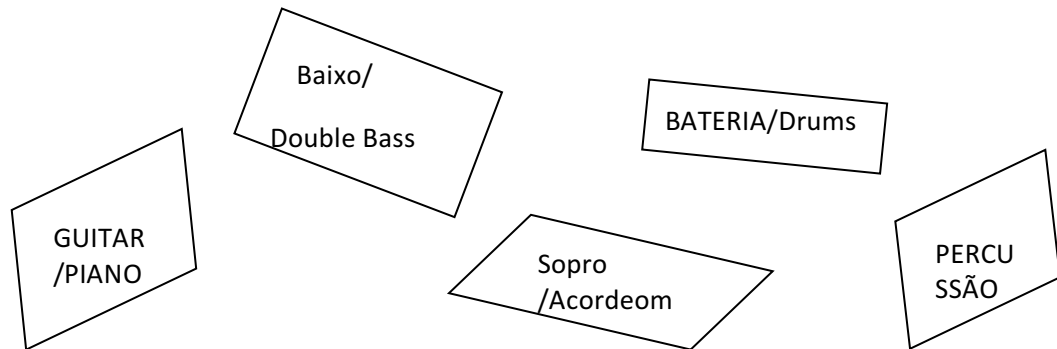 Baixo/
Double Bass
BATERIA/Drums
GUITAR
/PIANO
Sopro
/Acordeom
PERCU
SSÃO